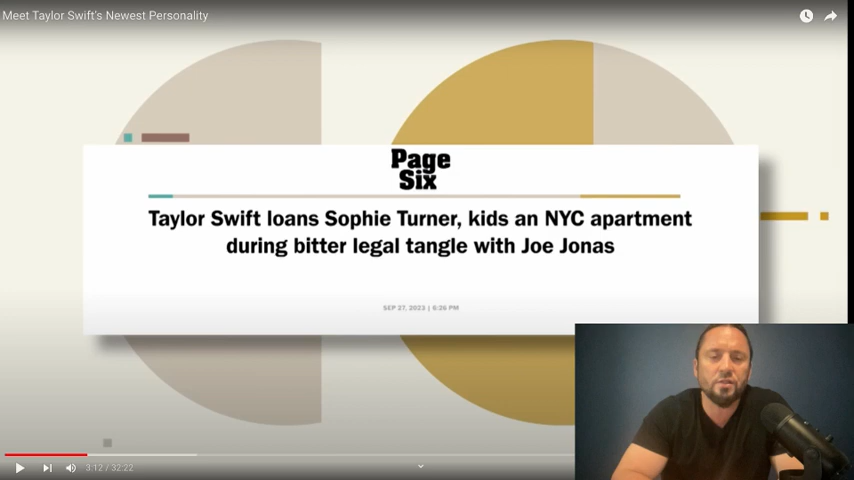 Meet Taylor Swift's Newest Personality
Page
Six
Taylor Swift loans Sophie Turner, kids an NYC apartment
during bitter legal tangle with Joe Jonas
SEP 27, 2023 | 6:26 PM
3:12 / 32:22